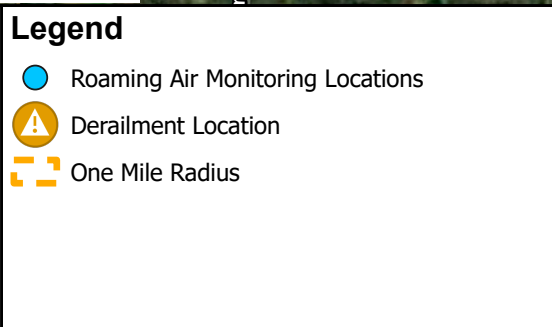 Legend
Roaming Air Monitoring Locations
Derailment Location
One Mile Radius